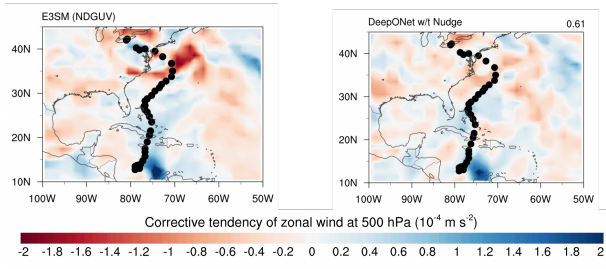 E3SM (NDGUV)
DeepONet w/t Nudge 0.61
40N
30N
20N
10N
100W 90W 80W 70W 60W 50W
40N
30N
20N
10N
100W 90W 80W 70W 60W 50W
Corrective tendency of zonal wind at 500 hPa (10⁻⁴ m s⁻²)
-2 -1.8 -1.6 -1.4 -1.2 -1 -0.8 -0.6 -0.4 -0.2 0 0.2 0.4 0.6 0.8 1 1.2 1.4 1.6 1.8 2